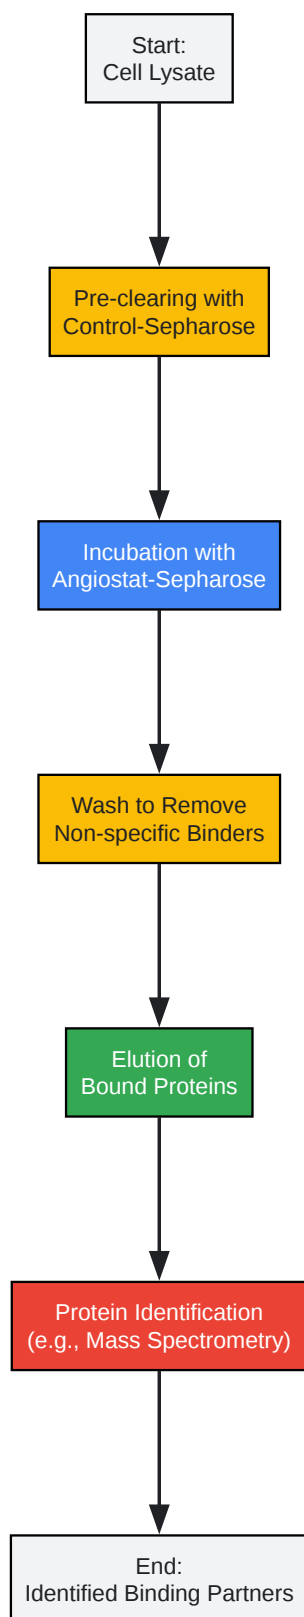 Start:
Cell Lysate
Pre-clearing with
Control-Sepharose
Incubation with
Angiostat-Sepharose
Wash to Remove
Non-specific Binders
Elution of
Bound Proteins
Protein Identification
(e.g., Mass Spectrometry)
End:
Identified Binding Partners